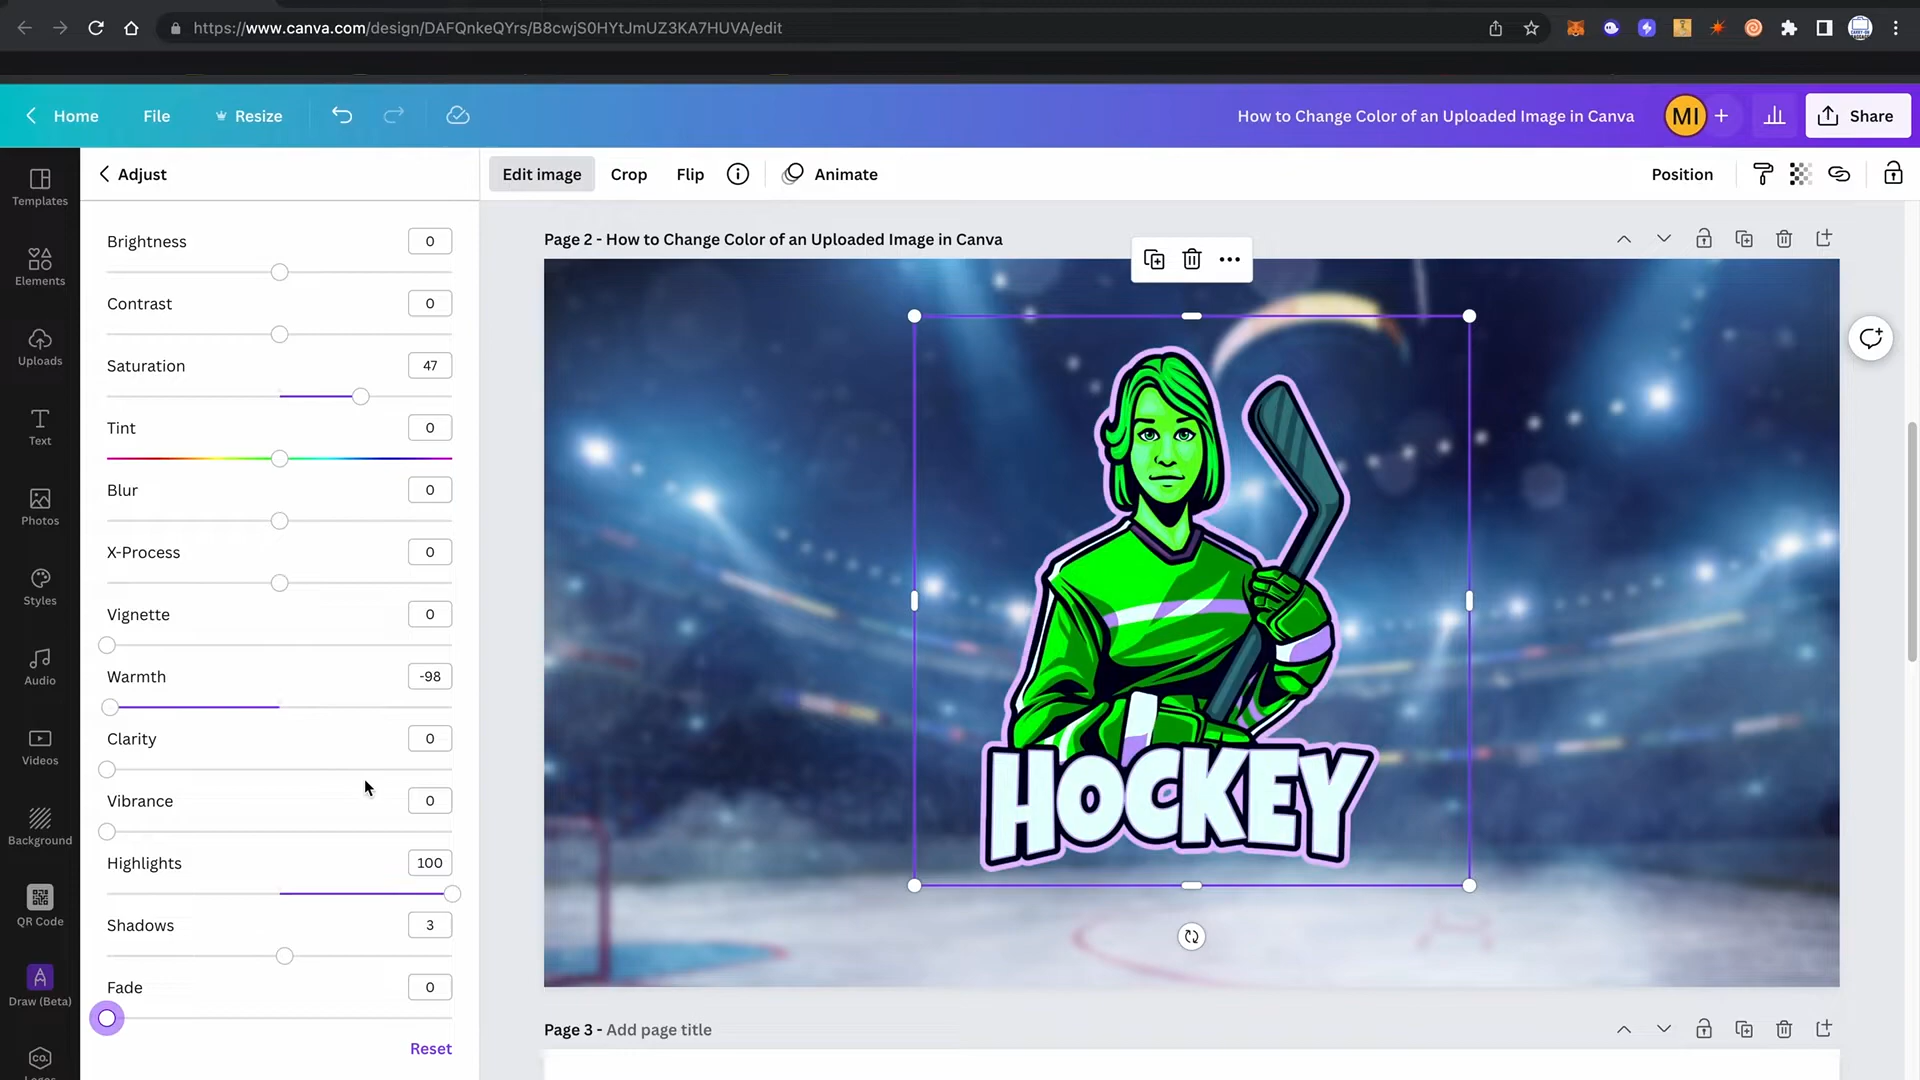 https://www.canva.com/design/DAFQnkeQYrs/B8cwjS0HYtJmUZ3KA7HUVA/edit
Home
File
Resize
How to Change Color of an Uploaded Image in Canva
MI
Share
Templates
Elements
Uploads
Text
Photos
Styles
Audio
Videos
Background
QR Code
Draw (Beta)
CO.
Adjust
Brightness 0
Contrast 0
Saturation 47
Tint 0
Blur 0
X-Process 0
Vignette 0
Warmth -98
Clarity 0
Vibrance 0
Highlights 100
Shadows 3
Fade 0
Reset
Edit image
Crop
Flip
Animate
Position
Page 2 - How to Change Color of an Uploaded Image in Canva
HOCKEY
Page 3 - Add page title